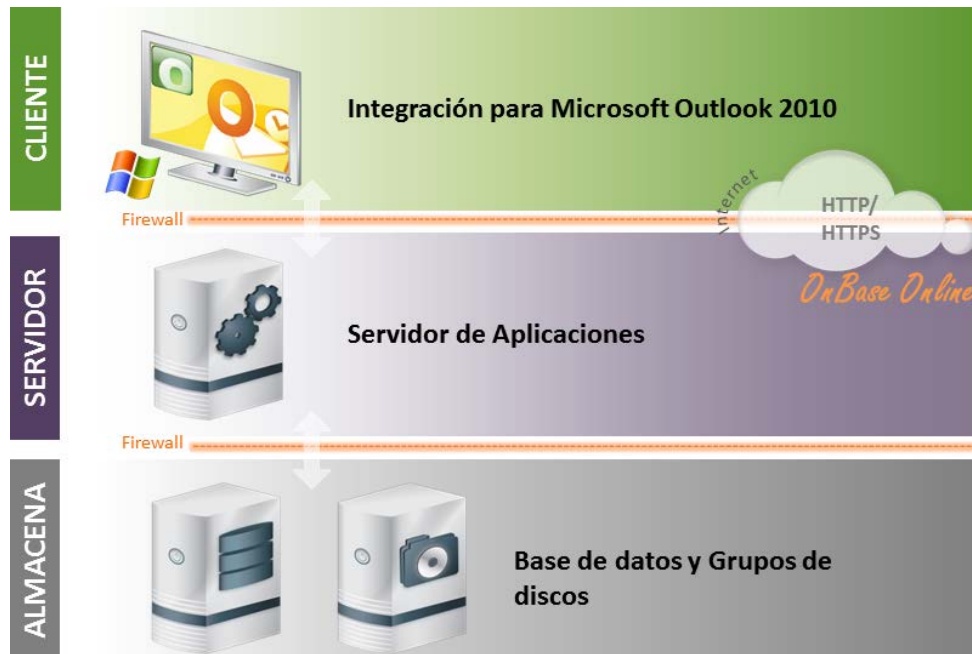 CLIENTE
Integración para Microsoft Outlook 2010
Internet
HTTP/
HTTPS
Firewall
OnBase Online
SERVIDOR
Servidor de Aplicaciones
Firewall
ALMACENA
Base de datos y Grupos de
discos